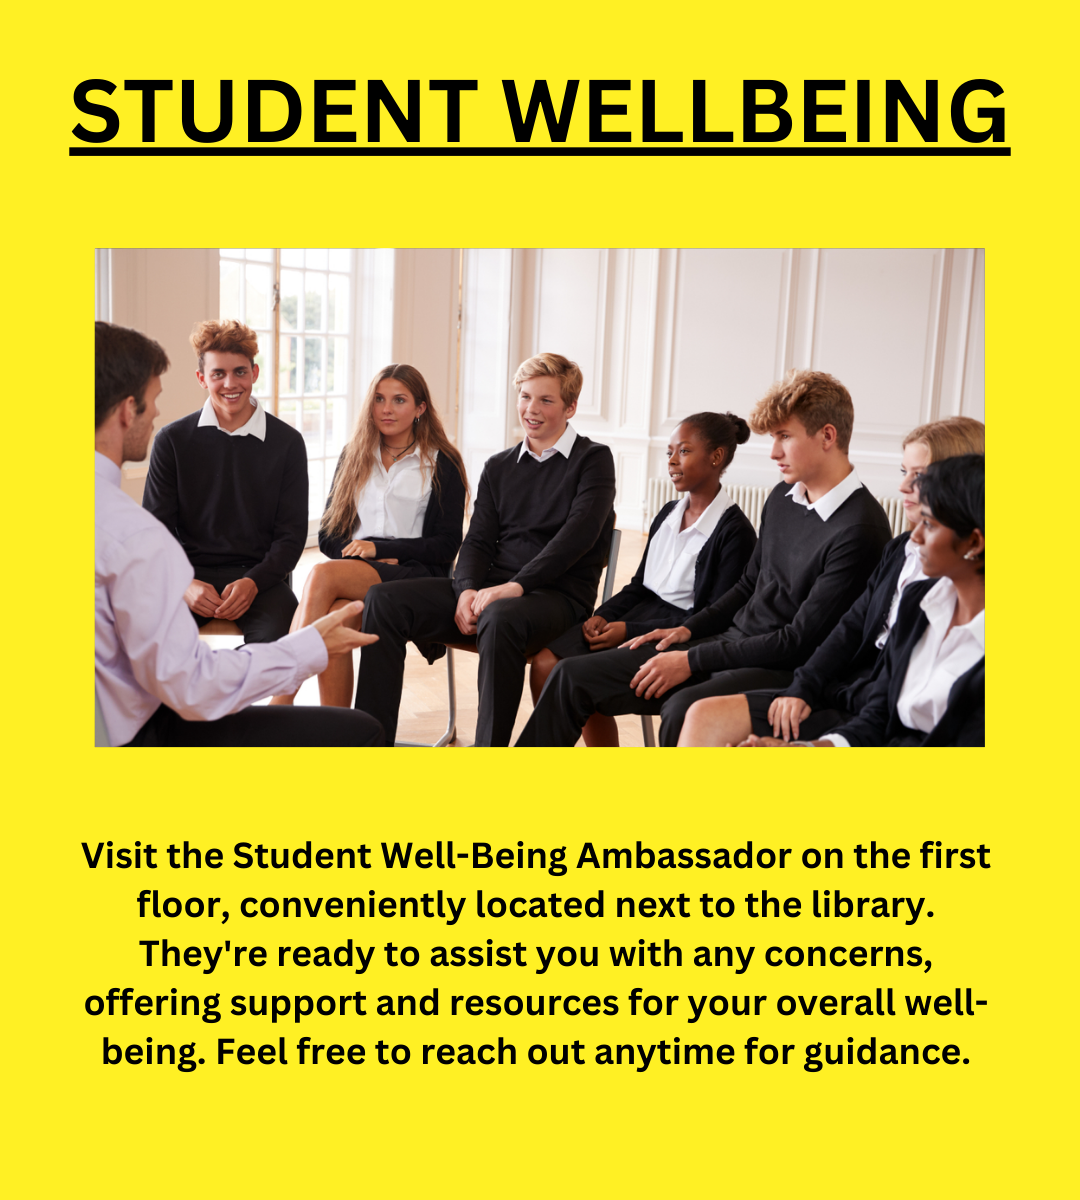 STUDENT WELLBEING
Visit the Student Well-Being Ambassador on the first
floor, conveniently located next to the library.
They're ready to assist you with any concerns,
offering support and resources for your overall well-
being. Feel free to reach out anytime for guidance.